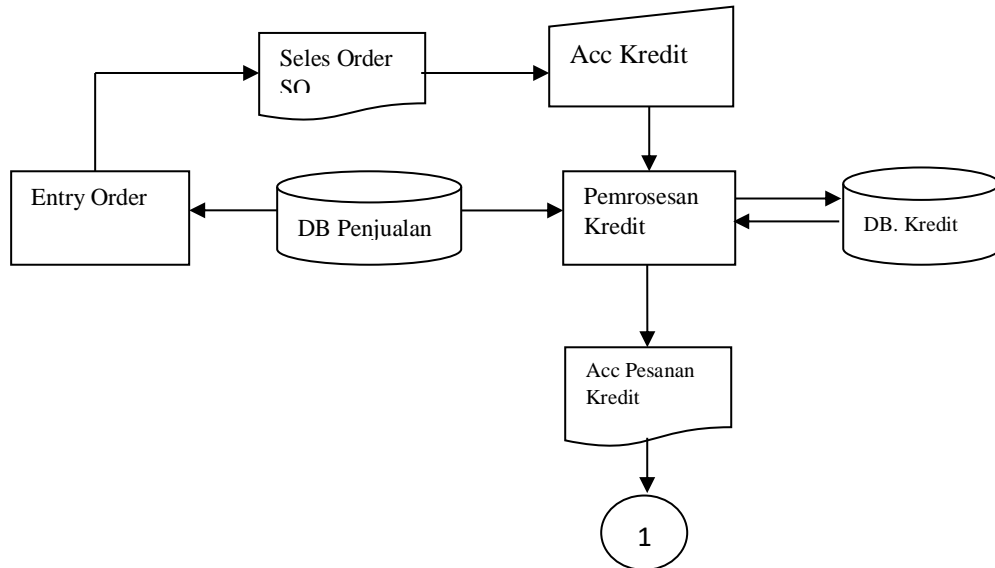 Seles Order
SO
Acc Kredit
Entry Order
DB Penjualan
Pemrosesan
Kredit
DB. Kredit
Acc Pesanan
Kredit
1